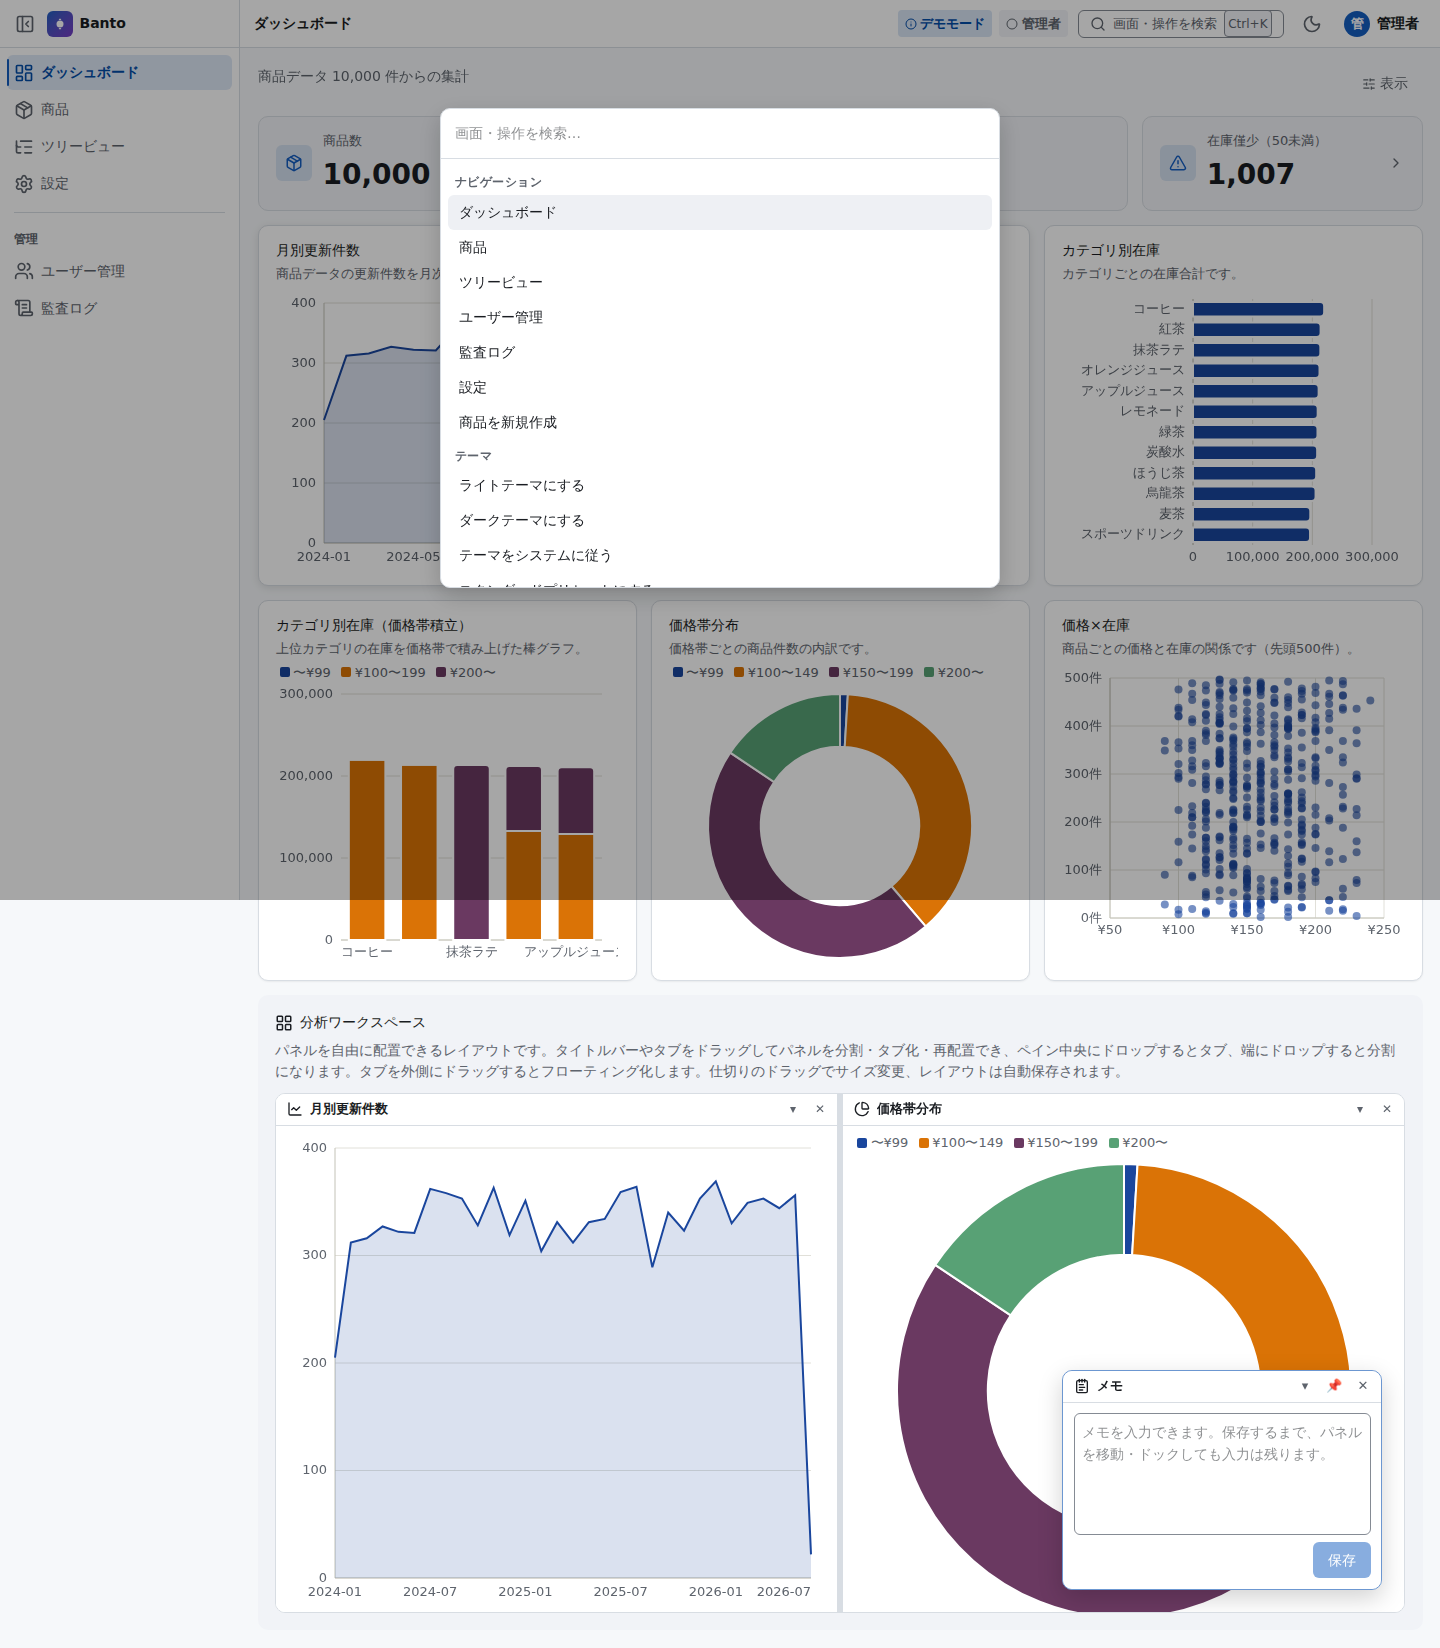 Banto
ダッシュボード
デモモード
管理者
画面・操作を検索
Ctrl+K
管
管理者
ダッシュボード
商品
ツリービュー
設定
管理
ユーザー管理
監査ログ
商品データ 10,000 件からの集計
表示
商品数
10,000
在庫僅少（50未満）
1,007
画面・操作を検索…
ナビゲーション
ダッシュボード
商品
ツリービュー
ユーザー管理
監査ログ
設定
商品を新規作成
テーマ
ライトテーマにする
ダークテーマにする
テーマをシステムに従う
月別更新件数
商品データの更新件数を月次
400
300
200
100
0
2024-01
2024-05
カテゴリ別在庫
カテゴリごとの在庫合計です。
コーヒー
紅茶
抹茶ラテ
オレンジジュース
アップルジュース
レモネード
緑茶
炭酸水
ほうじ茶
烏龍茶
麦茶
スポーツドリンク
0
100,000
200,000
300,000
カテゴリ別在庫（価格帯積立）
上位カテゴリの在庫を価格帯で積み上げた棒グラフ。
〜¥99
¥100〜199
¥200〜
300,000
200,000
100,000
0
コーヒー
抹茶ラテ
アップルジュー
価格帯分布
価格帯ごとの商品件数の内訳です。
〜¥99
¥100〜149
¥150〜199
¥200〜
価格×在庫
商品ごとの価格と在庫の関係です（先頭500件）。
500件
400件
300件
200件
100件
0件
¥50
¥100
¥150
¥200
¥250
分析ワークスペース
パネルを自由に配置できるレイアウトです。タイトルバーやタブをドラッグしてパネルを分割・タブ化・再配置でき、ペイン中央にドロップするとタブ、端にドロップすると分割
になります。タブを外側にドラッグするとフローティング化します。仕切りのドラッグでサイズ変更、レイアウトは自動保存されます。
月別更新件数
400
300
200
100
0
2024-01
2024-07
2025-01
2025-07
2026-01
2026-07
価格帯分布
〜¥99
¥100〜149
¥150〜199
¥200〜
メモ
メモを入力できます。保存するまで、パネル
を移動・ドックしても入力は残ります。
保存